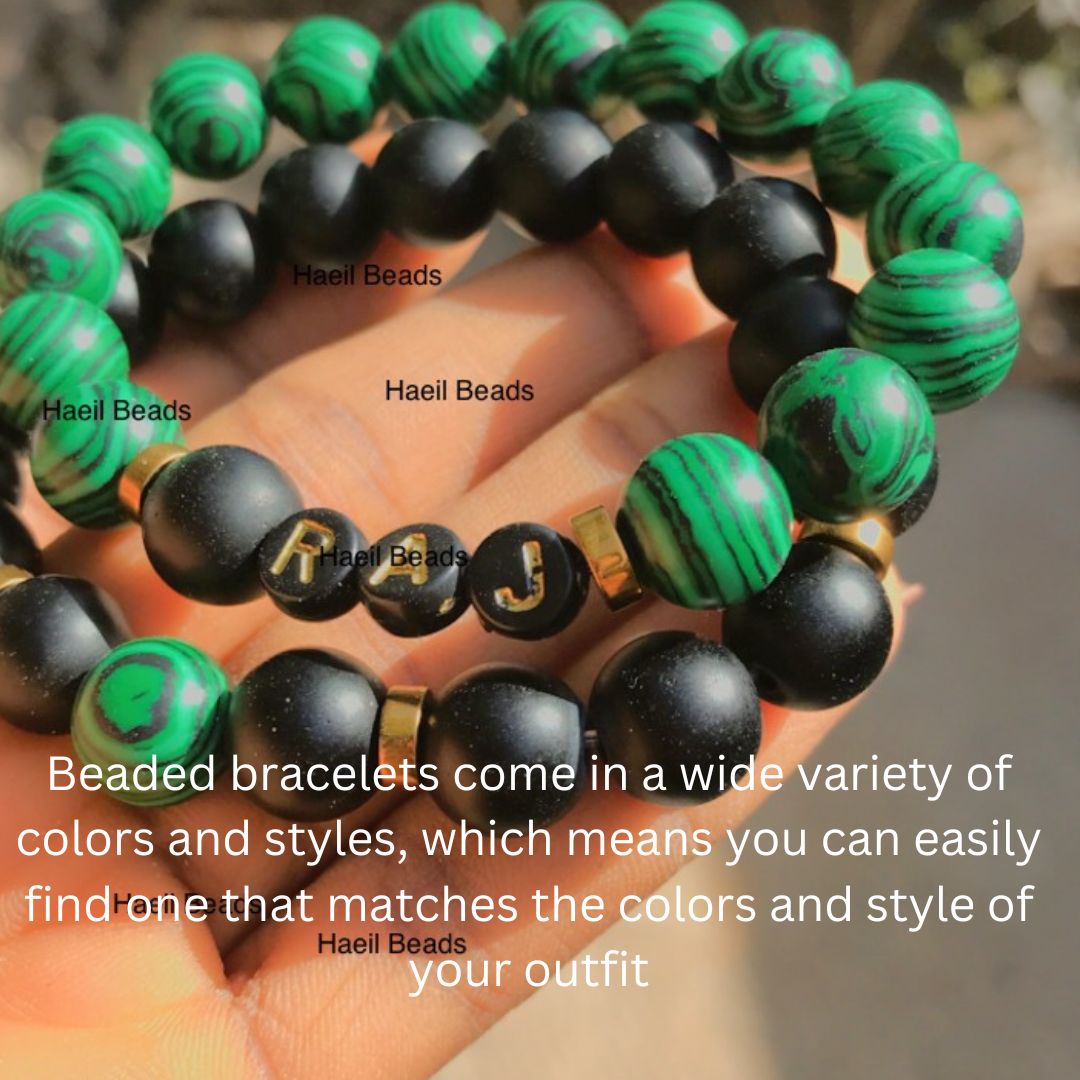 Haeil Beads
Haeil Beads
Haeil Beads
R A J
Haeil Beads
Beaded bracelets come in a wide variety of
colors and styles, which means you can easily
find one that matches the colors and style of
your outfit
Haeil Beads
Haeil Beads